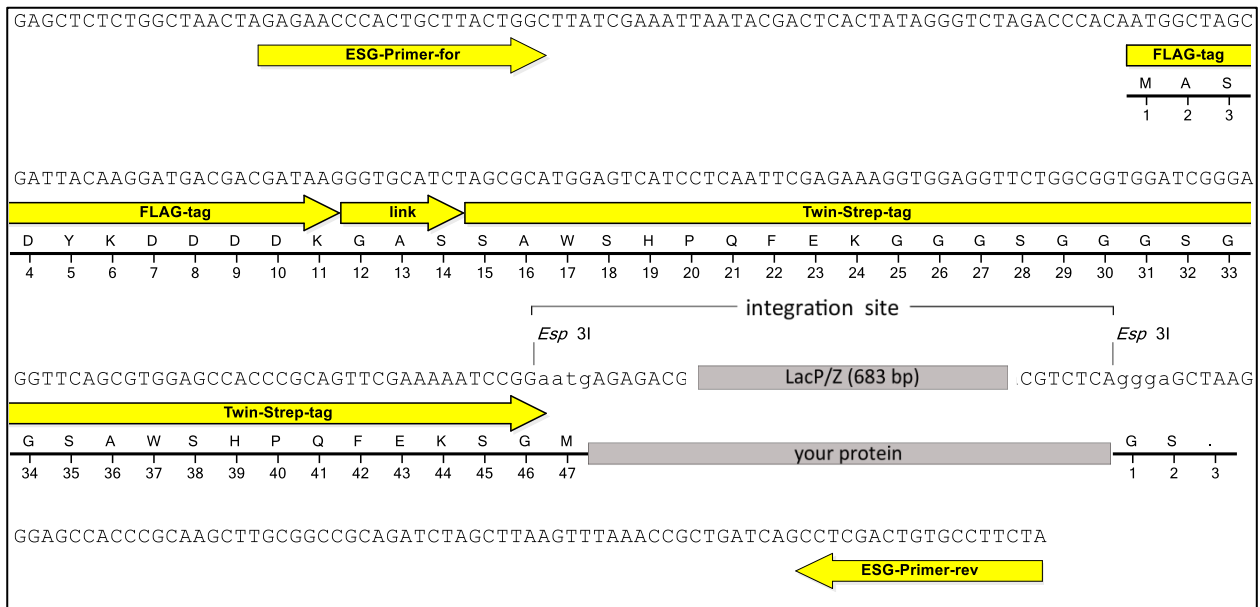 GAGCTCTCTGGCTAACTAGAGAACCCACTGCTTACTGGCTTATCGAAATTAATACGACTCACTATAGGGTCTAGACCCACAATGGCTAGC
ESG-Primer-for
FLAG-tag
M A S
1 2 3
GATTACAAGGATGACGACGATAAGGGTGCATCTAGCGCATGGAGTCATCCTCAATTCGAGAAAGGTGGAGGTTCTGGCGGTGGATCGGGA
FLAG-tag link Twin-Strep-tag
D Y K D D D D K G A S S A W S H P Q F E K G G G S G G G S G
4 5 6 7 8 9 10 11 12 13 14 15 16 17 18 19 20 21 22 23 24 25 26 27 28 29 30 31 32 33
integration site
Esp 3I Esp 3I
GGTTCAGCGTGGAGCCACCCGCAGTTCGAAAAATCCGGaatgAGAGACG LacP/Z (683 bp) CGTCTCAgggaGCTAAG
Twin-Strep-tag
G S A W S H P Q F E K S G M your protein G S .
34 35 36 37 38 39 40 41 42 43 44 45 46 47 1 2 3
GGAGCCACCCGCAAGCTTGCGGCCGCAGATCTAGCTTAAGTTTAAACCGCTGATCAGCCTCGACTGTGCCTTCTA
ESG-Primer-rev